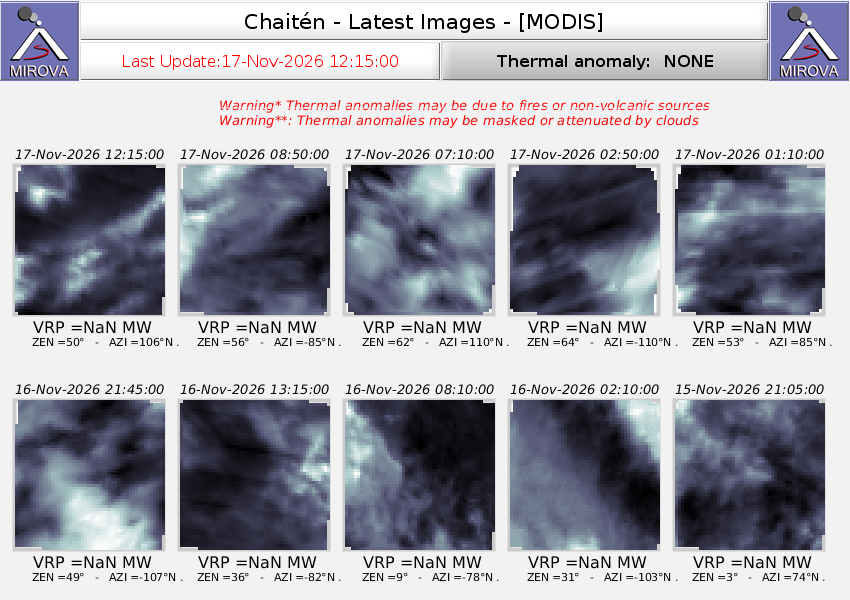 Chaitén - Latest Images - [MODIS]
MIROVA
Last Update:17-Nov-2026 12:15:00
Thermal anomaly: NONE
MIROVA
Warning* Thermal anomalies may be due to fires or non-volcanic sources
Warning**: Thermal anomalies may be masked or attenuated by clouds
17-Nov-2026 12:15:00 17-Nov-2026 08:50:00 17-Nov-2026 07:10:00 17-Nov-2026 02:50:00 17-Nov-2026 01:10:00
VRP =NaN MW VRP =NaN MW VRP =NaN MW VRP =NaN MW VRP =NaN MW
ZEN =50° - AZI =106°N . ZEN =56° - AZI =-85°N . ZEN =62° - AZI =110°N . ZEN =64° - AZI =-110°N . ZEN =53° - AZI =85°N .
16-Nov-2026 21:45:00 16-Nov-2026 13:15:00 16-Nov-2026 08:10:00 16-Nov-2026 02:10:00 15-Nov-2026 21:05:00
VRP =NaN MW VRP =NaN MW VRP =NaN MW VRP =NaN MW VRP =NaN MW
ZEN =49° - AZI =-107°N . ZEN =36° - AZI =-82°N . ZEN =9° - AZI =-78°N . ZEN =31° - AZI =-103°N . ZEN =3° - AZI =74°N .